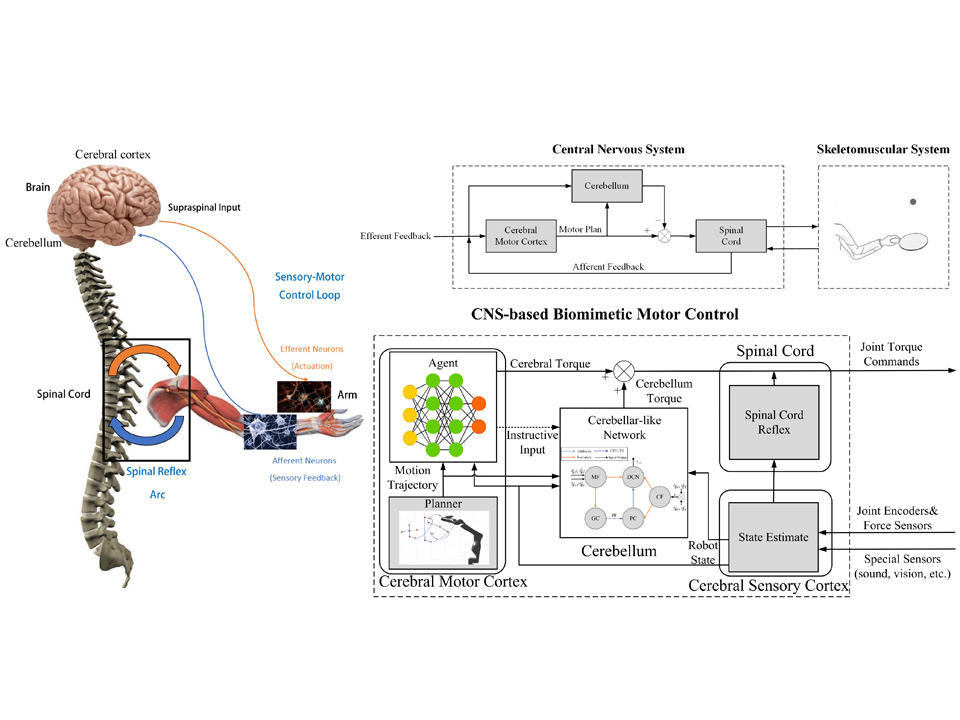 Cerebral cortex
Brain
Supraspinal Input
Cerebellum
Sensory-Motor
Control Loop
Efferent Neurons
(Actuation)
Spinal Cord
Arm
Afferent Neurons
(Sensory Feedback)
Spinal Reflex
Arc
Central Nervous System
Skeletomuscular System
Cerebellum
Efferent Feedback
Cerebral
Motor Cortex
Motor Plan
+
−
Spinal
Cord
Afferent Feedback
CNS-based Biomimetic Motor Control
Agent
Cerebral Torque
+
+
Cerebellum
Torque
Spinal Cord
Joint Torque
Commands
Spinal Cord
Reflex
Cerebellar-like
Network
Instructive
Input
MF
DCN
CF
GC
PF
PC
Motion
Trajectory
Planner
Cerebral Motor Cortex
Cerebellum
Robot
State
State Estimate
Cerebral Sensory Cortex
Joint Encoders&
Force Sensors
Special Sensors
(sound, vision, etc.)